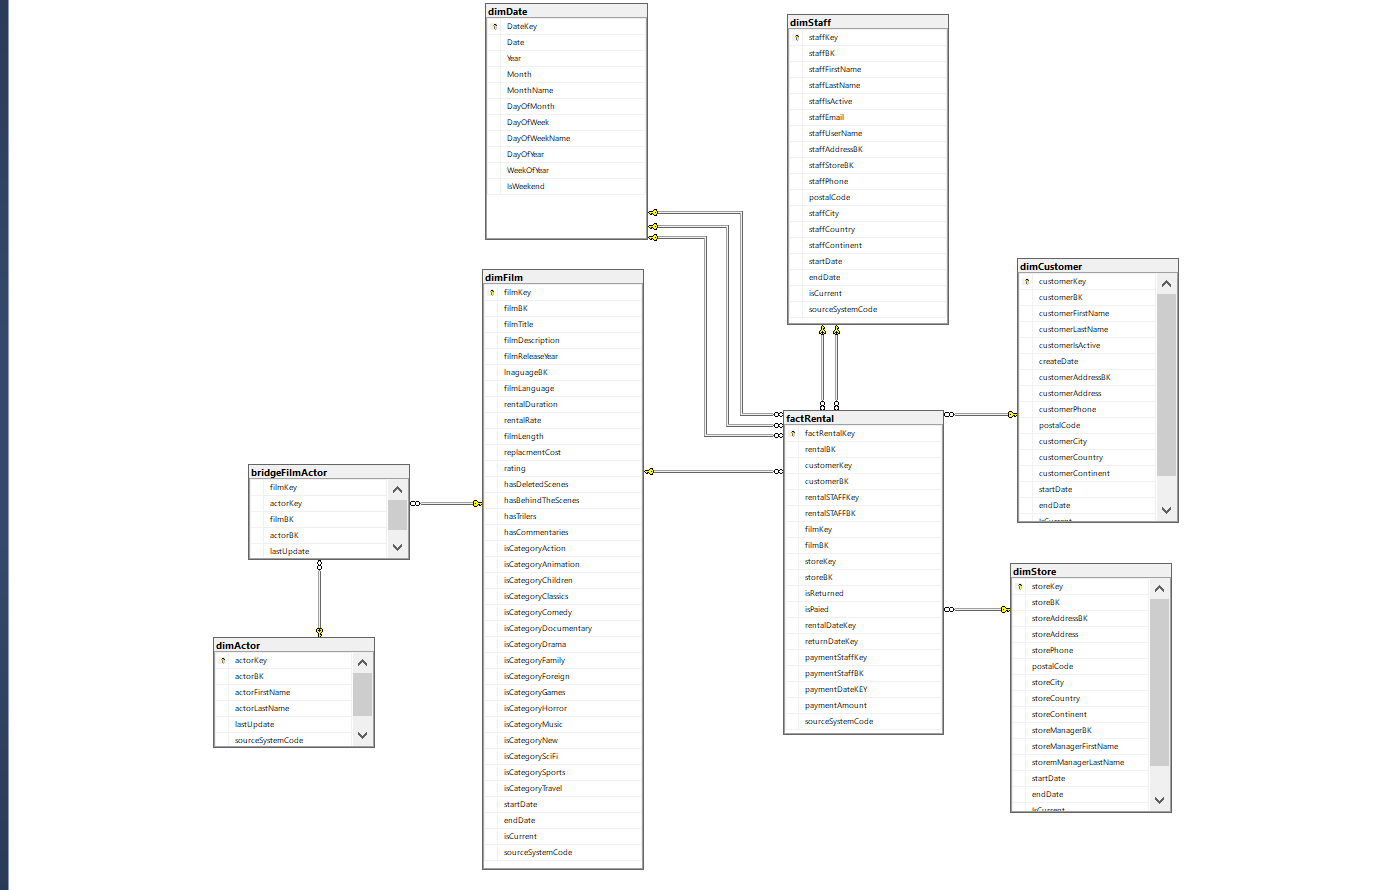 dimDate
DateKey
Date
Year
Month
MonthName
DayOfMonth
DayOfWeek
DayOfWeekName
DayOfYear
WeekOfYear
IsWeekend
dimStaff
staffKey
staffBK
staffFirstName
staffLastName
staffIsActive
staffEmail
staffUserName
staffAddressBK
staffStoreBK
staffPhone
postalCode
staffCity
staffCountry
staffContinent
startDate
endDate
isCurrent
sourceSystemCode
dimCustomer
customerKey
customerBK
customerFirstName
customerLastName
customerIsActive
createDate
customerAddressBK
customerAddress
customerPhone
postalCode
customerCity
customerCountry
customerContinent
startDate
endDate
isCurrent
dimFilm
filmKey
filmBK
filmTitle
filmDescription
filmReleaseYear
lnaguageBK
filmLanguage
rentalDuration
rentalRate
filmLength
replacmentCost
rating
hasDeletedScenes
hasBehindTheScenes
hasTrilers
hasCommentaries
isCategoryAction
isCategoryAnimation
isCategoryChildren
isCategoryClassics
isCategoryComedy
isCategoryDocumentary
isCategoryDrama
isCategoryFamily
isCategoryForeign
isCategoryGames
isCategoryHorror
isCategoryMusic
isCategoryNew
isCategorySciFi
isCategorySports
isCategoryTravel
startDate
endDate
isCurrent
sourceSystemCode
factRental
factRentalKey
rentalBK
customerKey
customerBK
rentalSTAFFKey
rentalSTAFFBK
filmKey
filmBK
storeKey
storeBK
isReturned
isPaied
rentalDateKey
returnDateKey
paymentStaffKey
paymentStaffBK
paymentDateKEY
paymentAmount
sourceSystemCode
bridgeFilmActor
filmKey
actorKey
filmBK
actorBK
lastUpdate
dimStore
storeKey
storeBK
storeAddressBK
storeAddress
storePhone
postalCode
storeCity
storeCountry
storeContinent
storeManagerBK
storeManagerFirstName
storemManagerLastName
startDate
endDate
isCurrent
dimActor
actorKey
actorBK
actorFirstName
actorLastName
lastUpdate
sourceSystemCode